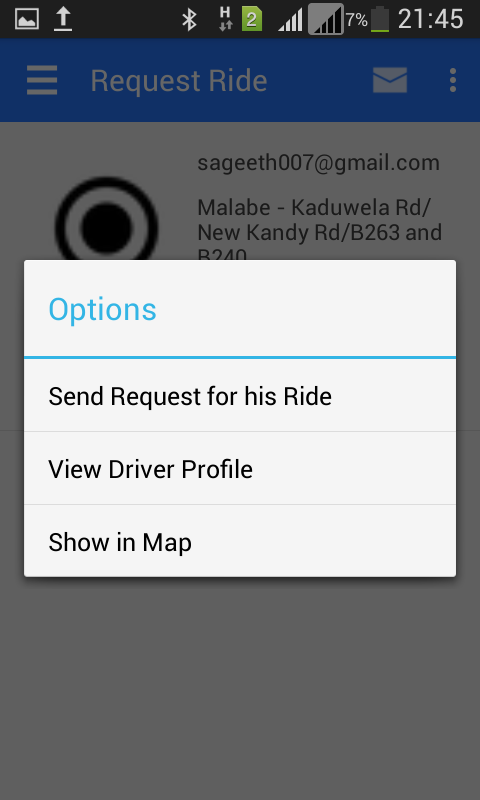 H 2 7% 21:45
Request Ride
sageeth007@gmail.com
Malabe - Kaduwela Rd/
New Kandy Rd/B263 and
B240
Options
Send Request for his Ride
View Driver Profile
Show in Map